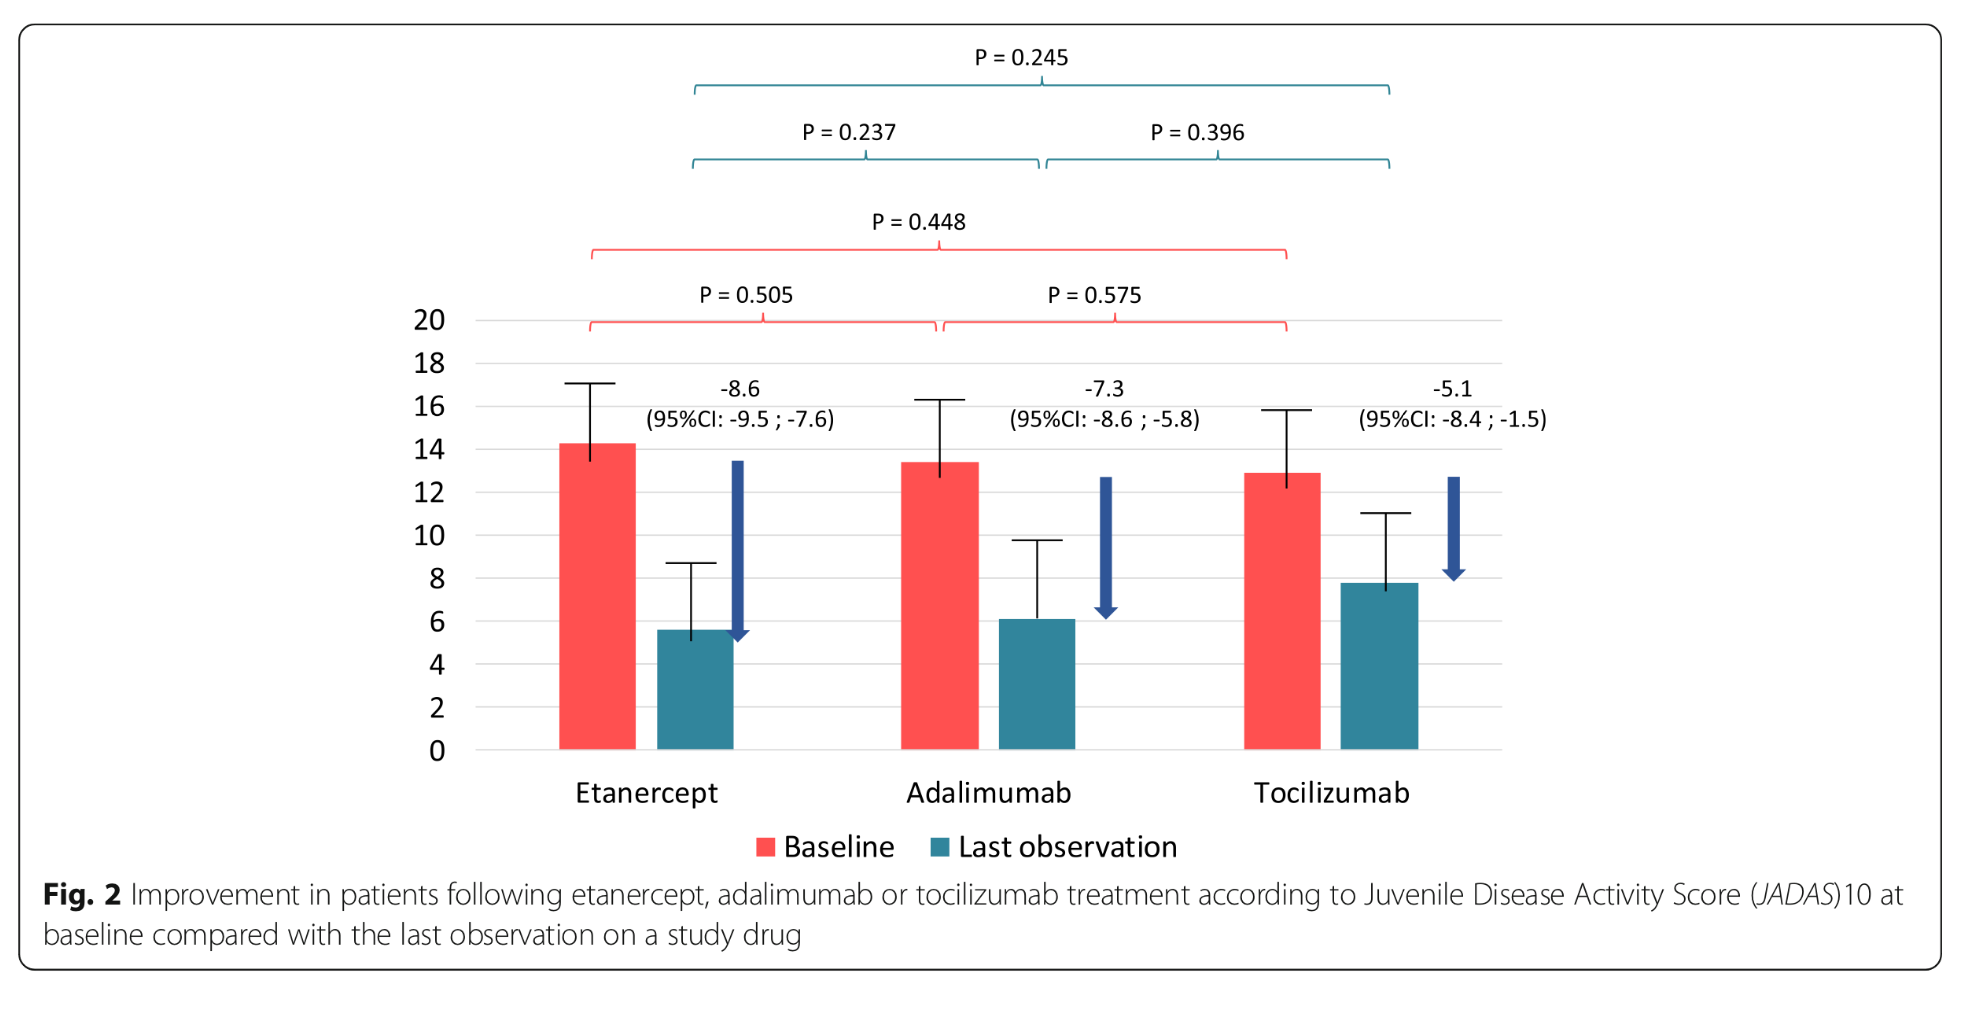 P = 0.245
P = 0.237 P = 0.396
P = 0.448
P = 0.505 P = 0.575
20
18
16
14
12
10
8
6
4
2
0
-8.6
(95%CI: -9.5 ; -7.6)
-7.3
(95%CI: -8.6 ; -5.8)
-5.1
(95%CI: -8.4 ; -1.5)
Etanercept Adalimumab Tocilizumab
Baseline Last observation
Fig. 2 Improvement in patients following etanercept, adalimumab or tocilizumab treatment according to Juvenile Disease Activity Score (JADAS)10 at
baseline compared with the last observation on a study drug